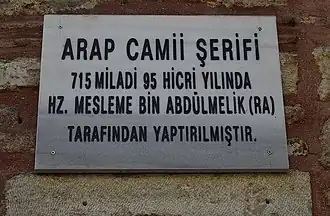 ARAP CAMİİ ŞERİFİ
715 MİLADİ 95 HİCRİ YILINDA
HZ. MESLEME BİN ABDÜLMELİK (RA)
TARAFINDAN YAPTIRILMIŞTIR.